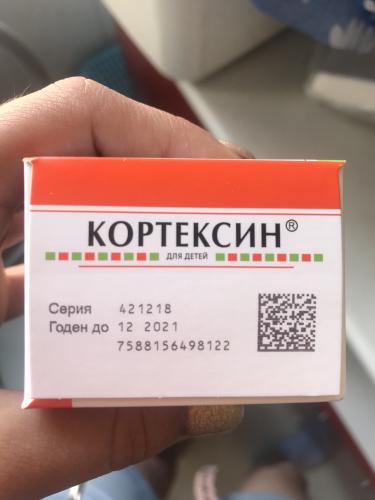 КОРТЕКСИН®
ДЛЯ ДЕТЕЙ
Серия 421218
Годен до 12 2021
7588156498122